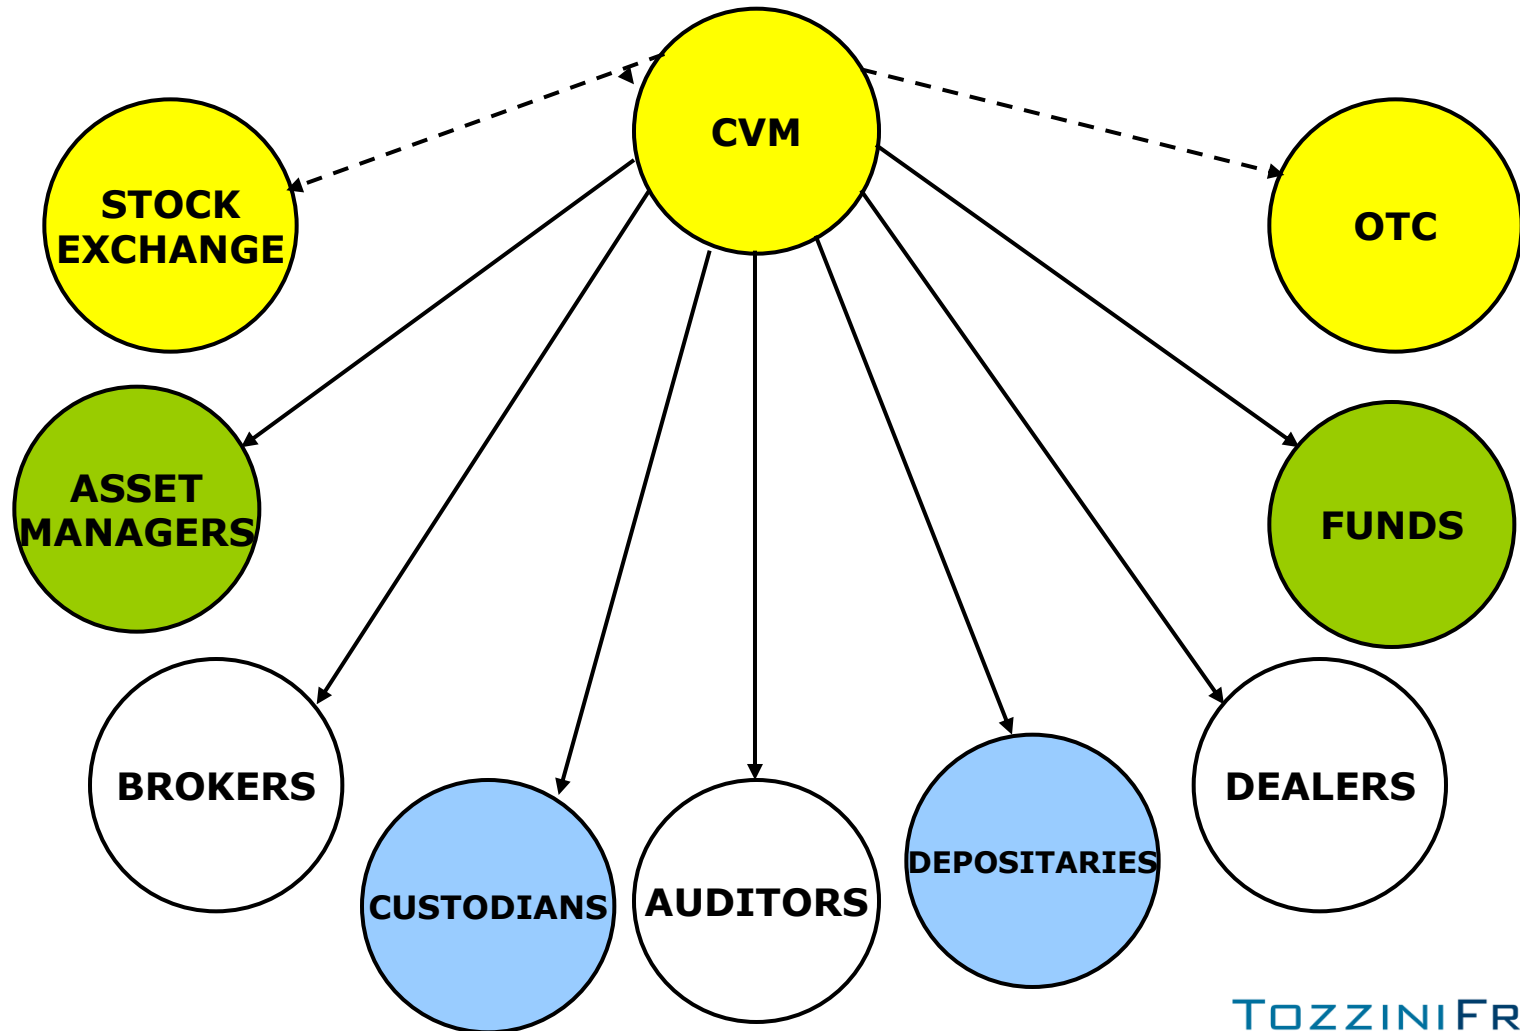 CVM
STOCK
EXCHANGE
OTC
ASSET
MANAGERS
FUNDS
BROKERS
DEALERS
CUSTODIANS
AUDITORS
DEPOSITARIES
TOZZINIFR